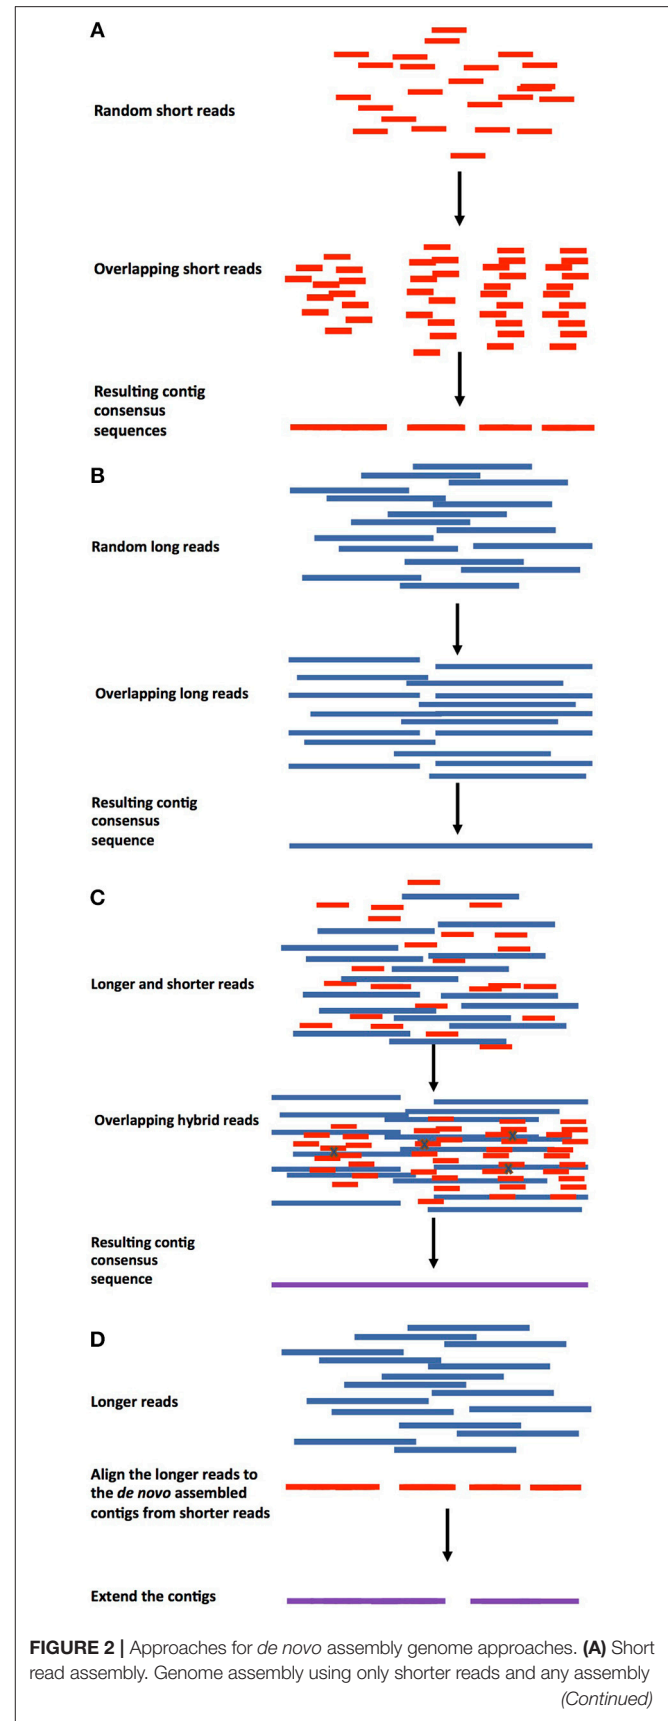 A
Random short reads
Overlapping short reads
Resulting contig
consensus
sequences
B
Random long reads
Overlapping long reads
Resulting contig
consensus
sequence
C
Longer and shorter reads
Overlapping hybrid reads
x
x
x
x
Resulting contig
consensus
sequence
D
Longer reads
Align the longer reads to
the de novo assembled
contigs from shorter reads
Extend the contigs
FIGURE 2 | Approaches for de novo assembly genome approaches. (A) Short
read assembly. Genome assembly using only shorter reads and any assembly
(Continued)